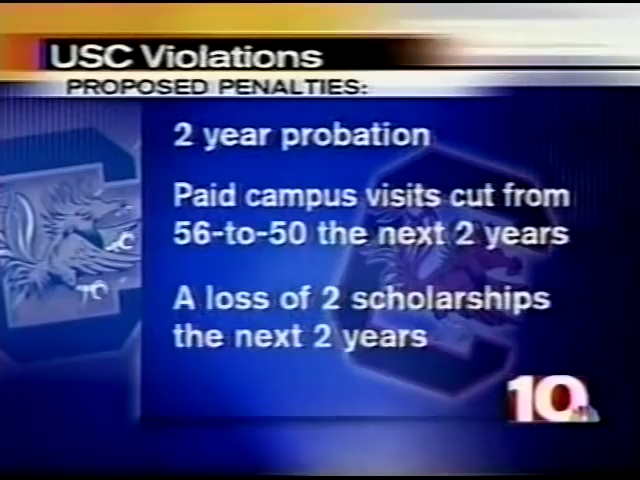 USC Violations
PROPOSED PENALTIES:
2 year probation
Paid campus visits cut from
56-to-50 the next 2 years
A loss of 2 scholarships
the next 2 years
10